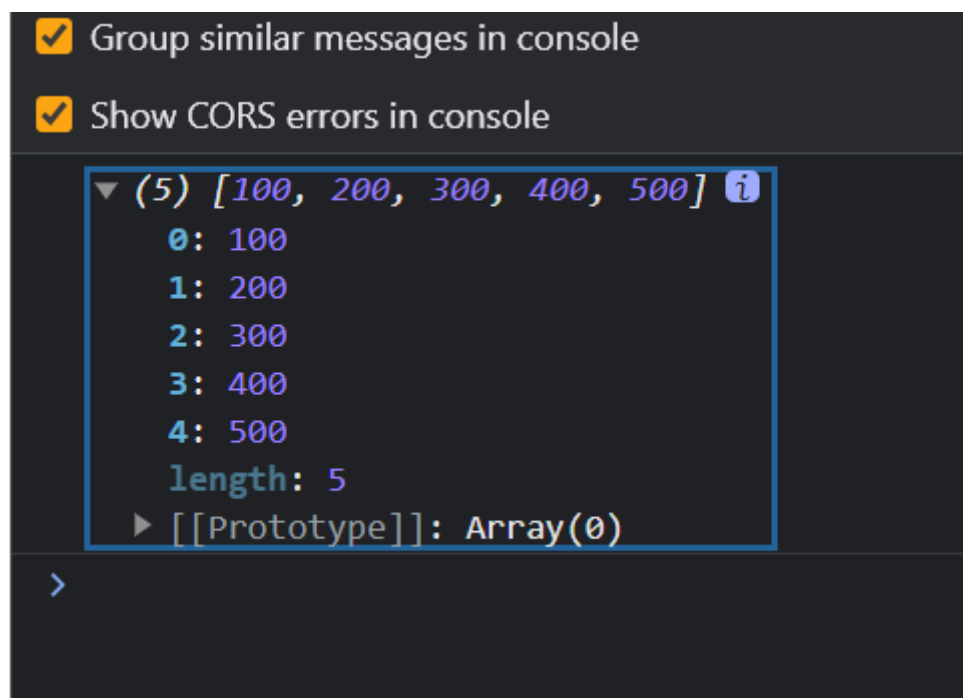 Group similar messages in console
Show CORS errors in console
▼ (5) [100, 200, 300, 400, 500] i
0: 100
1: 200
2: 300
3: 400
4: 500
length: 5
▶ [[Prototype]]: Array(0)
>